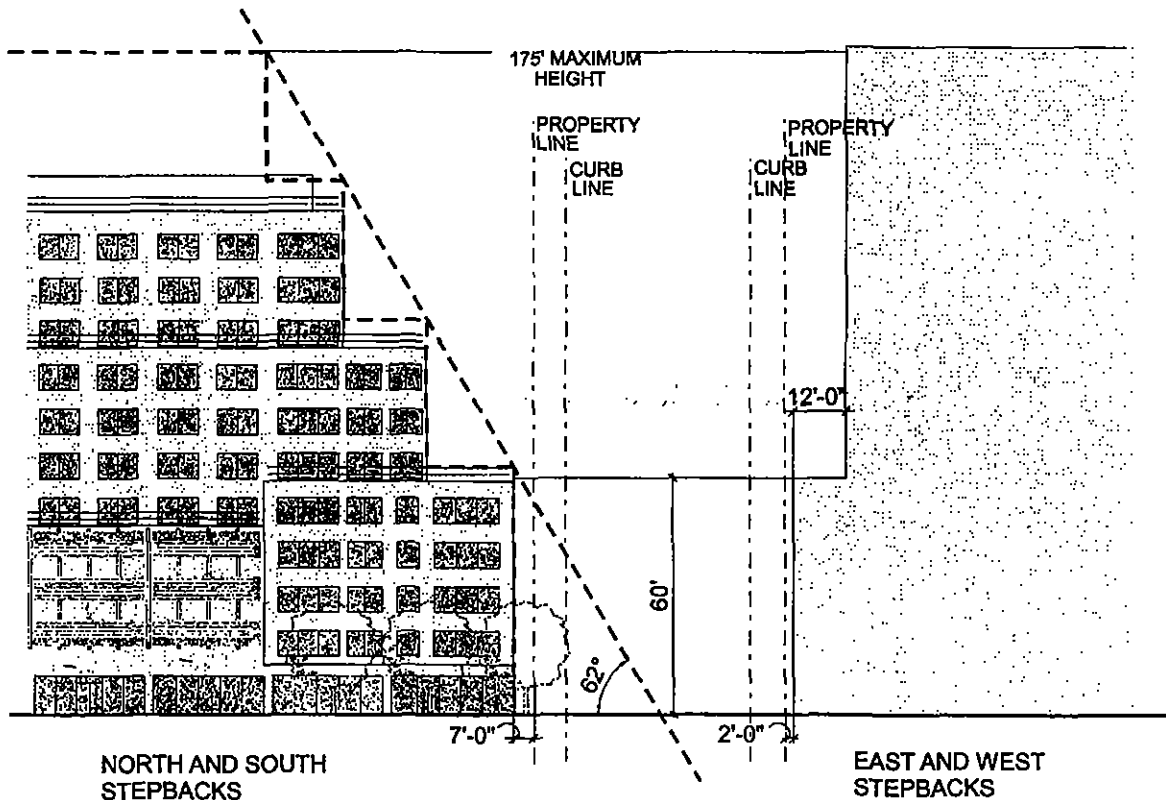 175' MAXIMUM
HEIGHT
PROPERTY
LINE
PROPERTY
LINE
CURB
LINE
CURB
LINE
12'-0"
60'
62°
7'-0"
2'-0"
NORTH AND SOUTH
STEPBACKS
EAST AND WEST
STEPBACKS